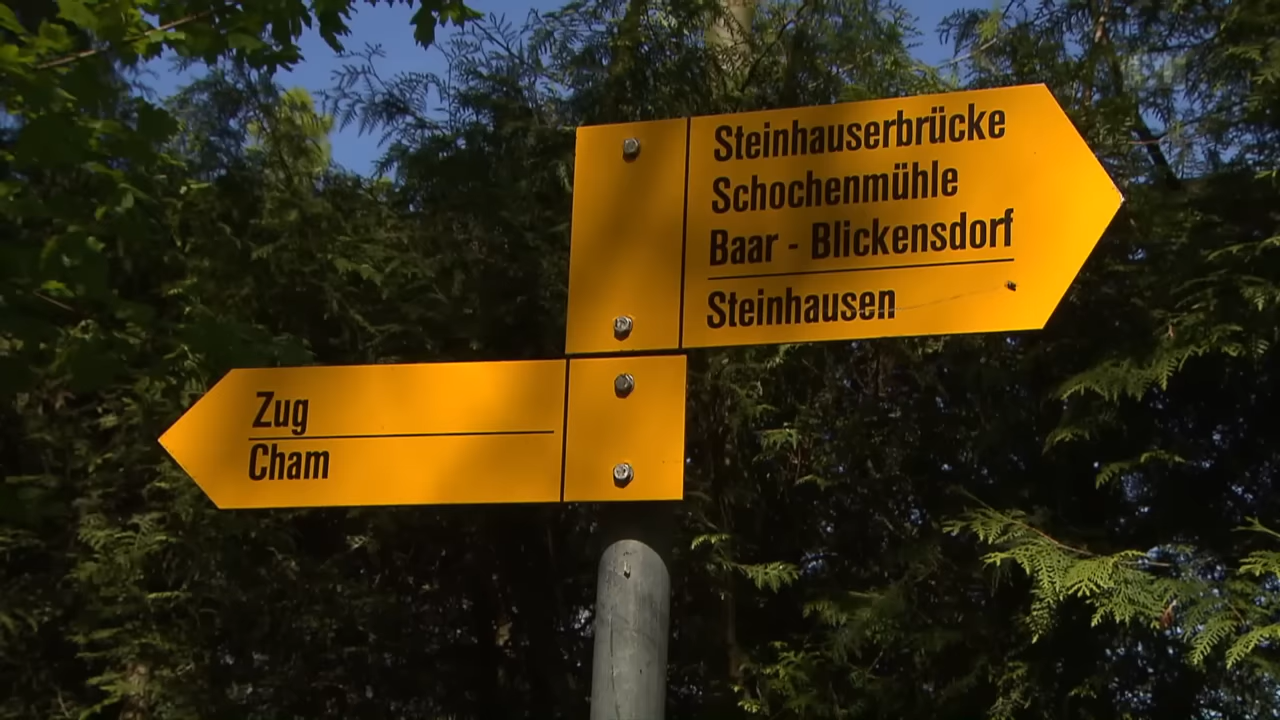 Steinhauserbrücke
Schochenmühle
Baar - Blickensdorf
Steinhausen
Zug
Cham